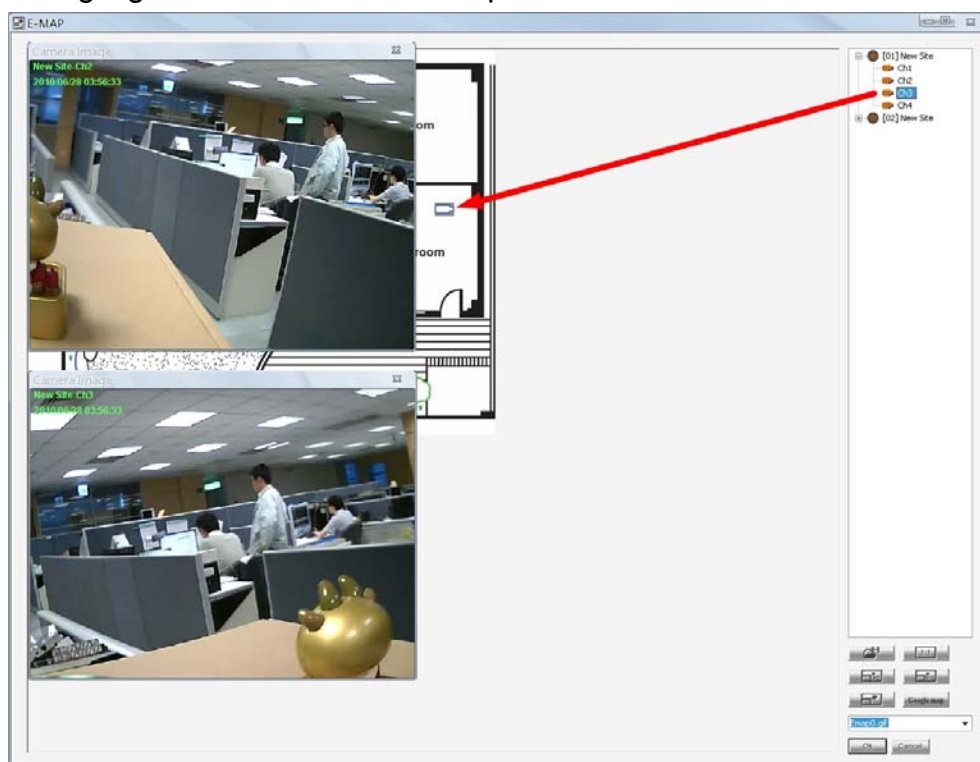 E-MAP
Camera Image
New Site-Ch2
2010/06/28 03:56:33
om
room
Camera Image
New Site Ch3
2010/06/28 03:56:33
[01] New Site
Ch1
Ch2
Ch3
Ch4
[02] New Site
Google map
Emap0.gif
Ok
Cancel